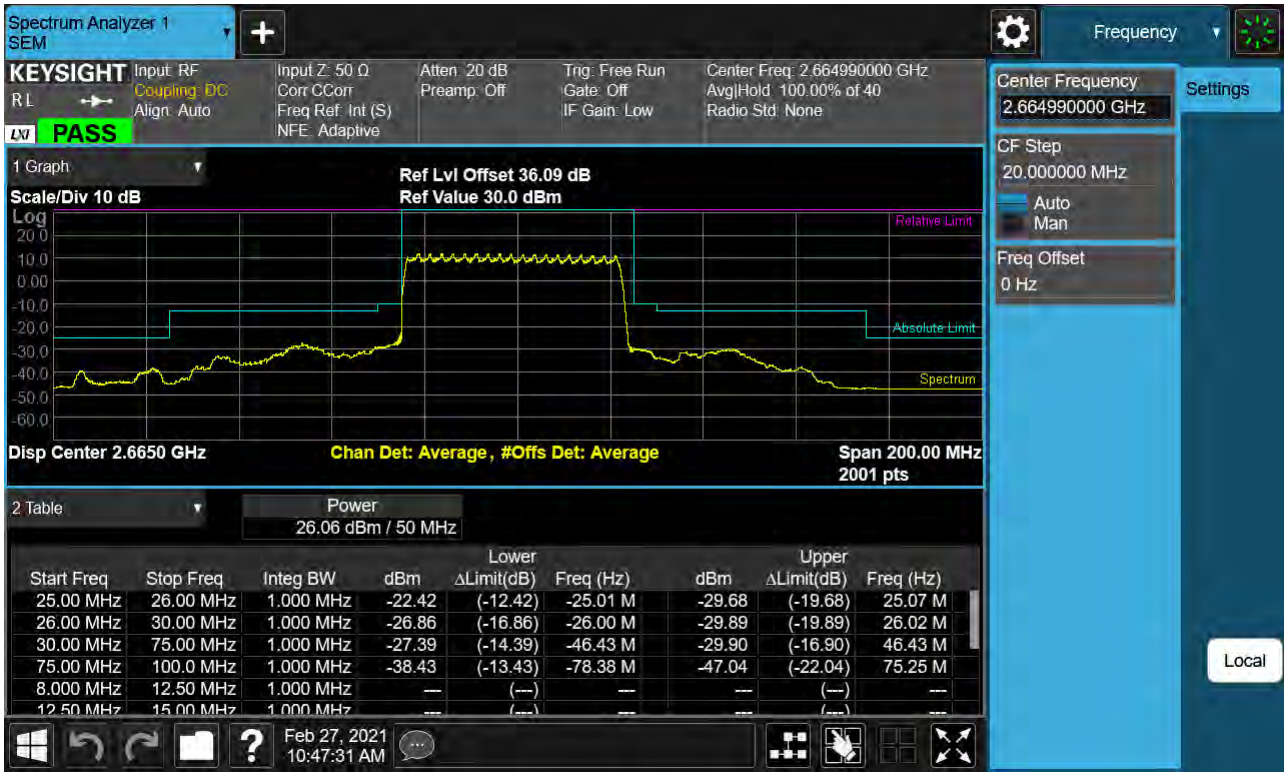 Spectrum Analyzer 1
SEM
Frequency
KEYSIGHT
RL
LXI
PASS
Input: RF
Coupling: DC
Align: Auto
Input Z: 50 Ω
Corr CCorr
Freq Ref: Int (S)
NFE: Adaptive
Atten: 20 dB
Preamp: Off
Trig: Free Run
Gate: Off
IF Gain: Low
Center Freq: 2.664990000 GHz
Avg|Hold: 100.00% of 40
Radio Std: None
Center Frequency
2.664990000 GHz
Settings
CF Step
20.000000 MHz
Auto
Man
Freq Offset
0 Hz
1 Graph
Ref Lvl Offset 36.09 dB
Scale/Div 10 dB
Ref Value 30.0 dBm
Log
20.0
10.0
0.00
-10.0
-20.0
-30.0
-40.0
-50.0
-60.0
Relative Limit
Absolute Limit
Spectrum
Disp Center 2.6650 GHz
Chan Det: Average, #Offs Det: Average
Span 200.00 MHz
2001 pts
2 Table
Power
26.06 dBm / 50 MHz
Lower Upper
Start Freq Stop Freq Integ BW dBm ΔLimit(dB) Freq (Hz) dBm ΔLimit(dB) Freq (Hz)
25.00 MHz 26.00 MHz 1.000 MHz -22.42 (-12.42) -25.01 M -29.68 (-19.68) 25.07 M
26.00 MHz 30.00 MHz 1.000 MHz -26.86 (-16.86) -26.00 M -29.89 (-19.89) 26.02 M
30.00 MHz 75.00 MHz 1.000 MHz -27.39 (-14.39) -46.43 M -29.90 (-16.90) 46.43 M
75.00 MHz 100.0 MHz 1.000 MHz -38.43 (-13.43) -78.38 M -47.04 (-22.04) 75.25 M
8.000 MHz 12.50 MHz 1.000 MHz --- (---) --- --- (---) ---
12.50 MHz 15.00 MHz 1.000 MHz --- (---) --- --- (---) ---
Local
?
Feb 27, 2021
10:47:31 AM